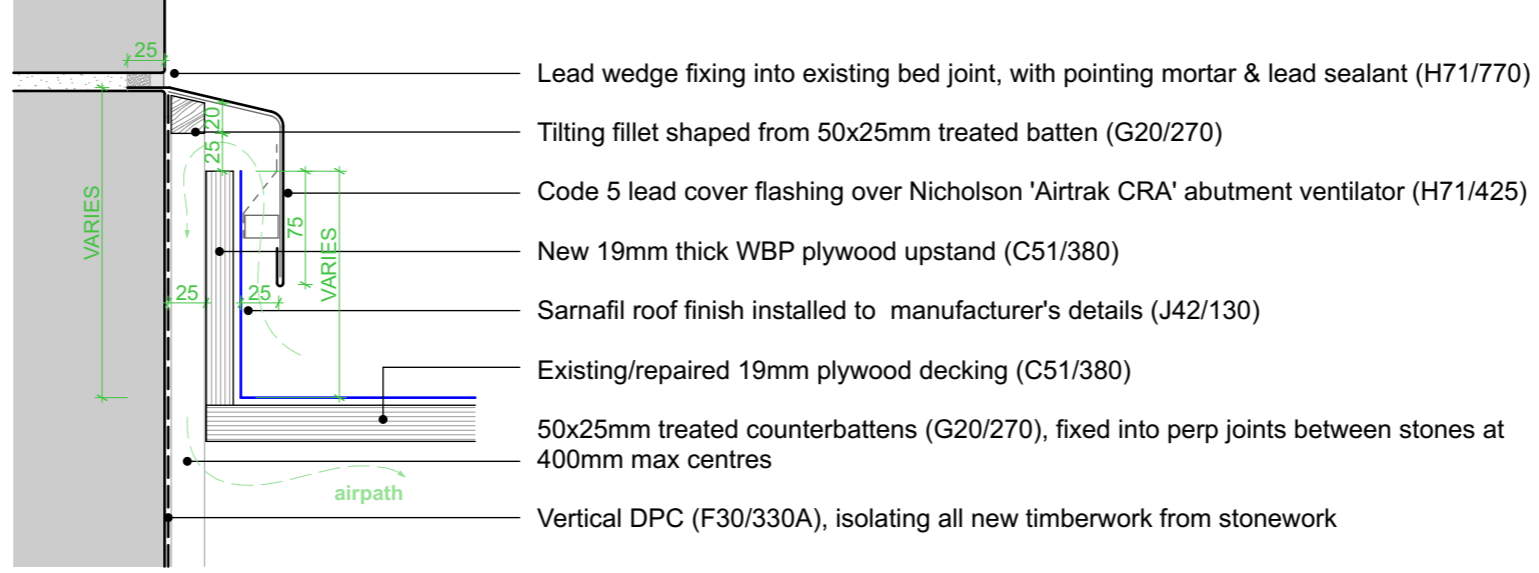 25
Lead wedge fixing into existing bed joint, with pointing mortar & lead sealant (H71/770)
20
Tilting fillet shaped from 50x25mm treated batten (G20/270)
25
Code 5 lead cover flashing over Nicholson 'Airtrak CRA' abutment ventilator (H71/425)
VARIES
75
VARIES
New 19mm thick WBP plywood upstand (C51/380)
25
25
Sarnafil roof finish installed to manufacturer's details (J42/130)
Existing/repaired 19mm plywood decking (C51/380)
50x25mm treated counterbattens (G20/270), fixed into perp joints between stones at
400mm max centres
airpath
Vertical DPC (F30/330A), isolating all new timberwork from stonework